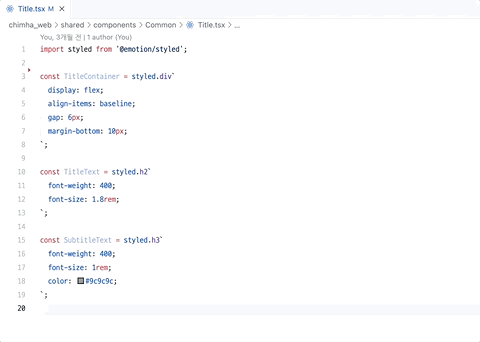 Title.tsx M ×
chimha_web > shared > components > Common > Title.tsx > ...
You, 3개월 전 | 1 author (You)
1 import styled from '@emotion/styled';
2
3 const TitleContainer = styled.div`
4 display: flex;
5 align-items: baseline;
6 gap: 6px;
7 margin-bottom: 10px;
8 `;
9
10 const TitleText = styled.h2`
11 font-weight: 400;
12 font-size: 1.8rem;
13 `;
14
15 const SubtitleText = styled.h3`
16 font-weight: 400;
17 font-size: 1rem;
18 color: #9c9c9c;
19 `;
20